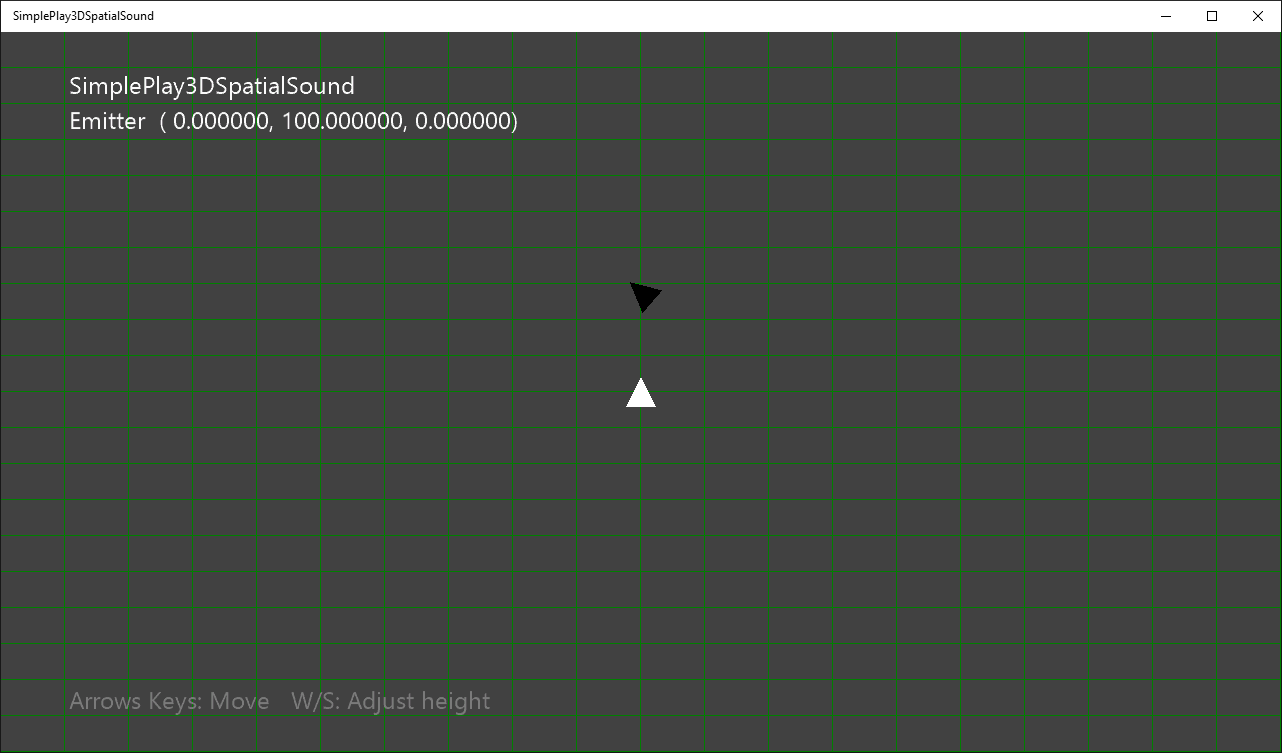 SimplePlay3DSpatialSound
SimplePlay3DSpatialSound
Emitter  ( 0.000000, 100.000000, 0.000000)
Arrows Keys: Move   W/S: Adjust height